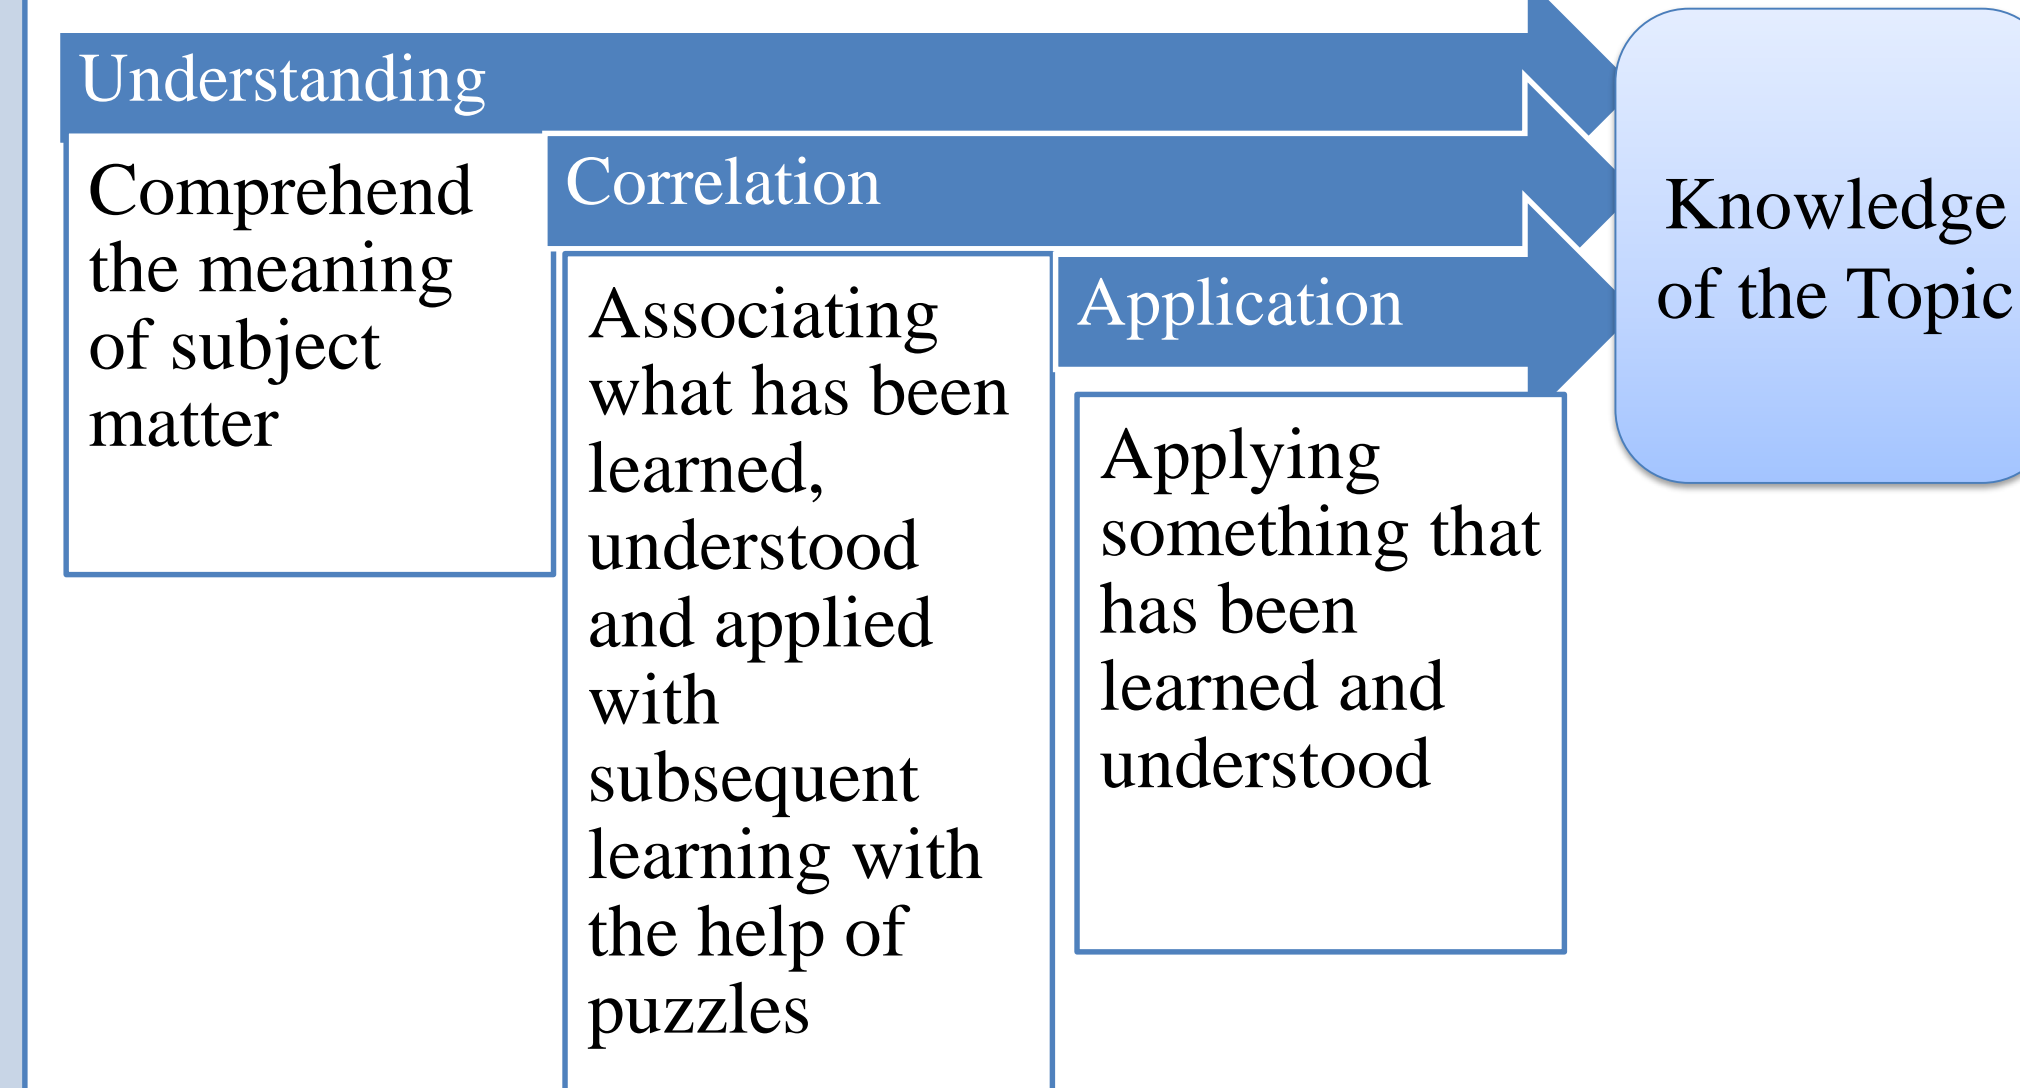 Understanding
Comprehend
the meaning
of subject
matter
Correlation
Associating
what has been
learned,
understood
and applied
with
subsequent
learning with
the help of
puzzles
Application
Applying
something that
has been
learned and
understood
Knowledge
of the Topic